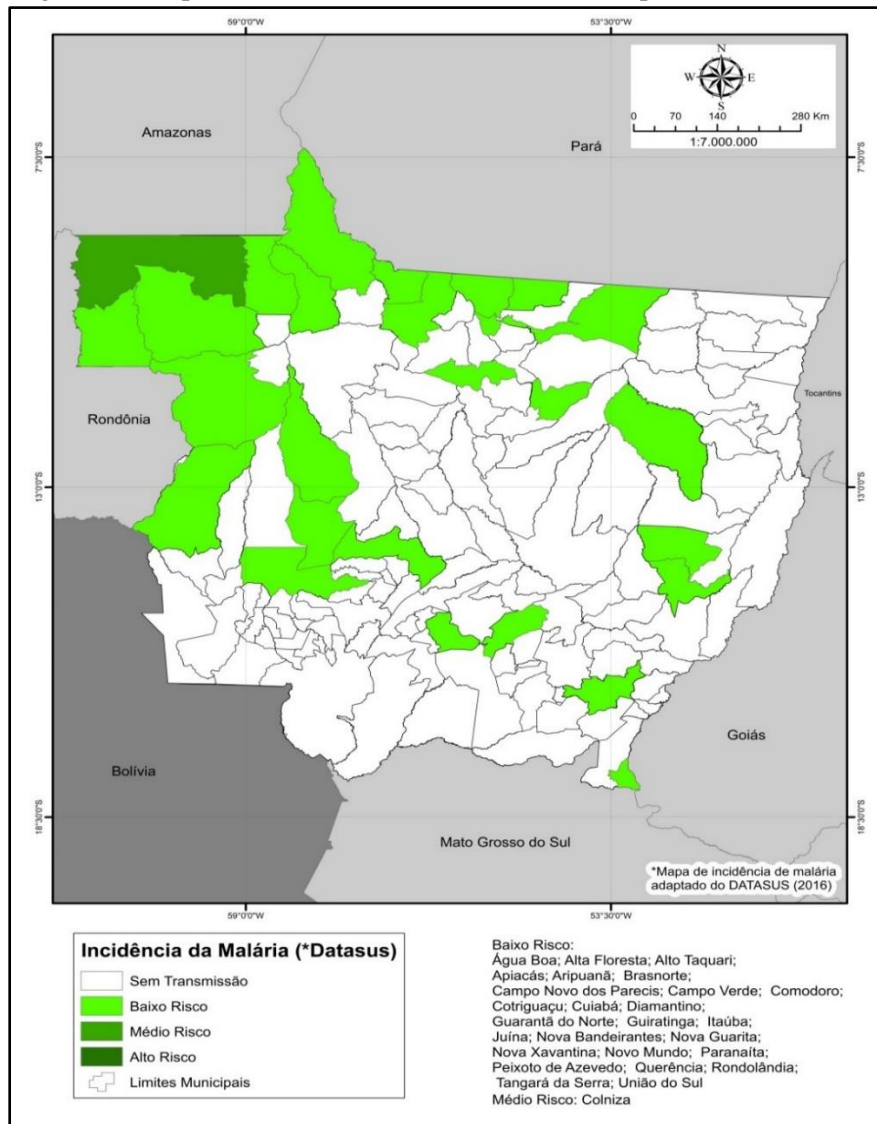 59°0'0"W
53°30'0"W
N
W
E
S
0 70 140 280 Km
1:7.000.000
Amazonas
Pará
7°30'0"S
7°30'0"S
Rondônia
Tocantins
13°0'0"S
13°0'0"S
Bolívia
Goiás
18°30'0"S
18°30'0"S
Mato Grosso do Sul
*Mapa de incidência de malária
adaptado do DATASUS (2016)
59°0'0"W
53°30'0"W
Incidência da Malária (*Datasus)
Sem Transmissão
Baixo Risco
Médio Risco
Alto Risco
Limites Municipais
Baixo Risco:
Água Boa; Alta Floresta; Alto Taquari;
Apiacás; Aripuanã; Brasnorte;
Campo Novo dos Parecis; Campo Verde; Comodoro;
Cotriguaçu; Cuiabá; Diamantino;
Guarantã do Norte; Guiratinga; Itaúba;
Juína; Nova Bandeirantes; Nova Guarita;
Nova Xavantina; Novo Mundo; Paranaíta;
Peixoto de Azevedo; Querência; Rondolândia;
Tangará da Serra; União do Sul
Médio Risco: Colniza